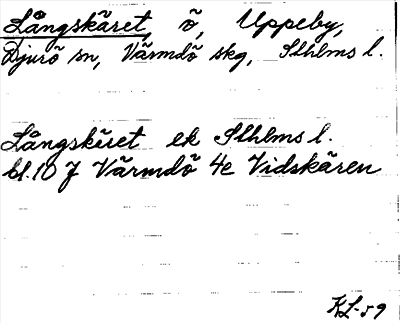 Långskäret, ö, Uppeby,
Djurö sn, Värmdö skg, Sthlms l.
Långskäret ek Sthlms l.
bl. 10 J Värmdö 4e Vidskären
KL-59